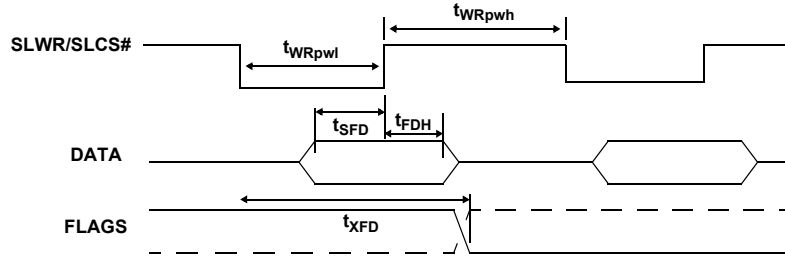 tWRpwh
SLWR/SLCS#
tWRpwl
tSFD
tFDH
DATA
tXFD
FLAGS